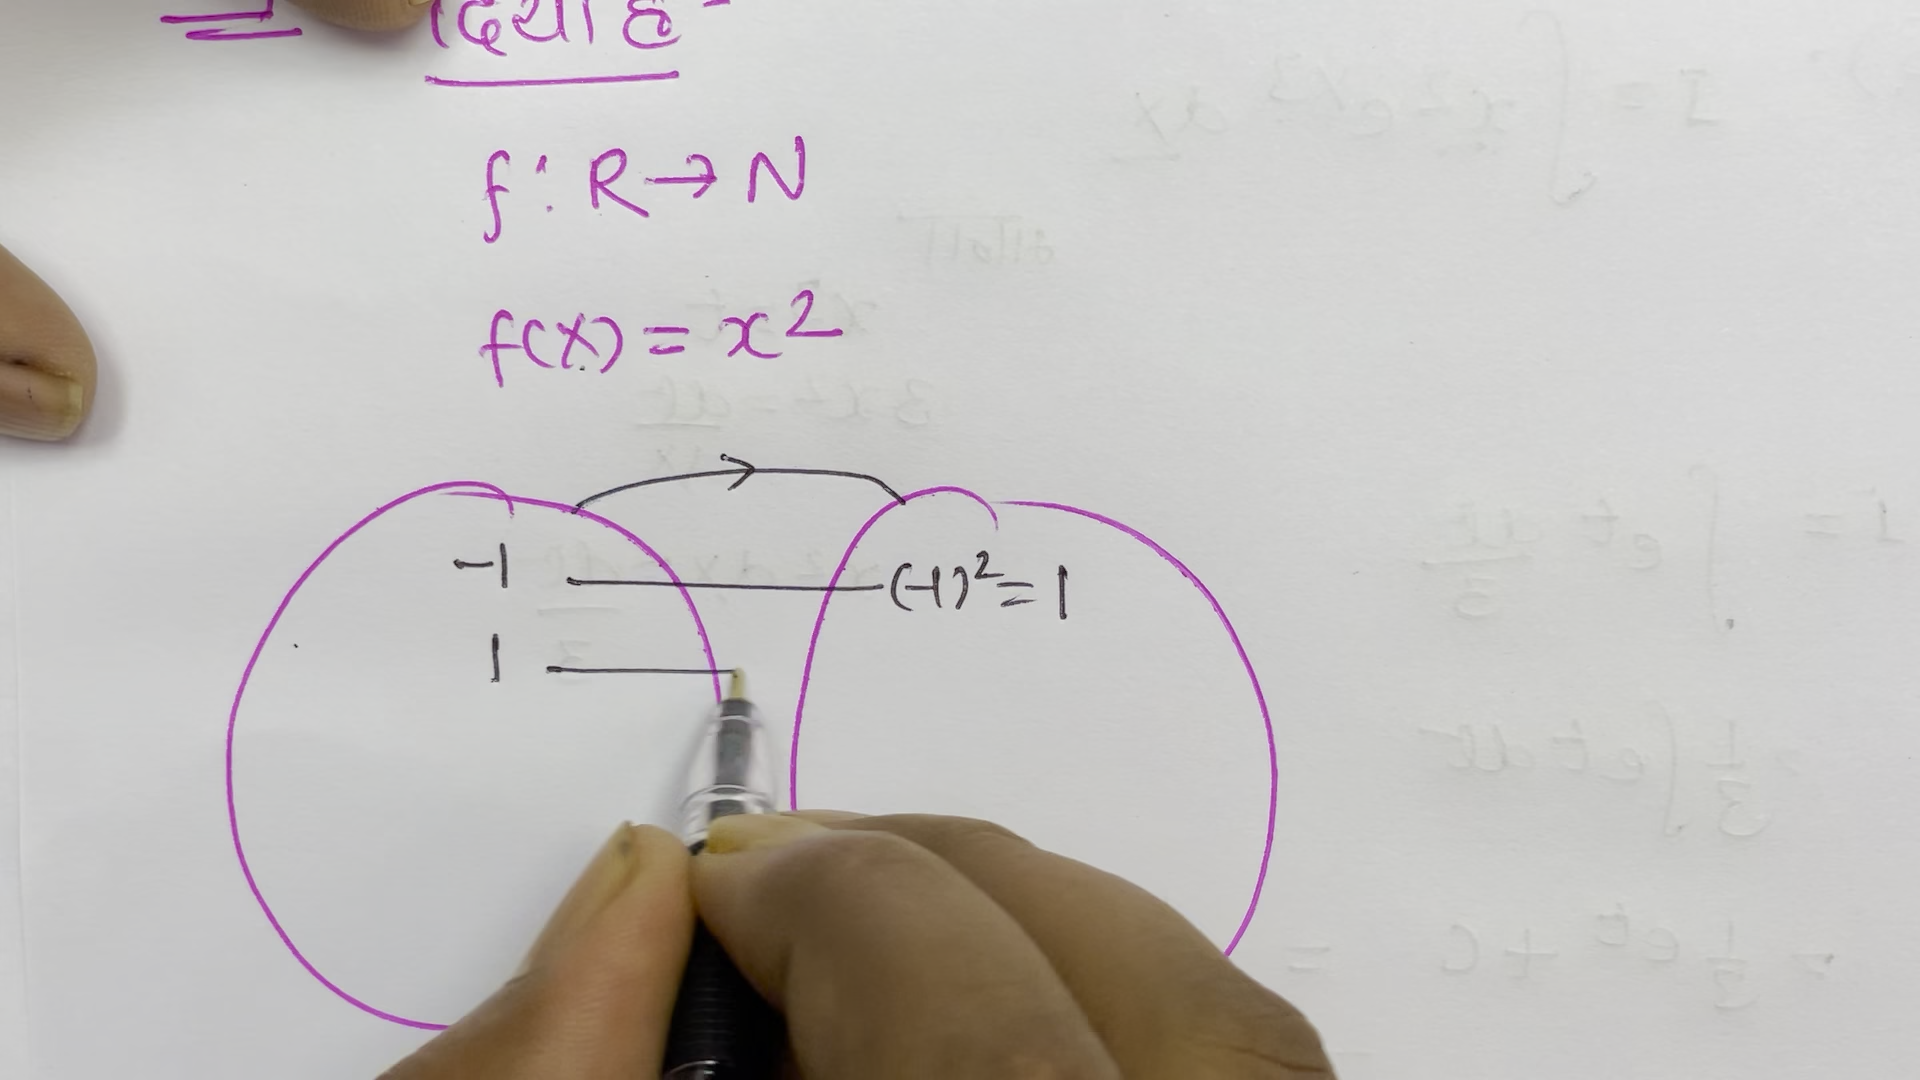 दिया है -
f: R → N
f(x) = x²
-1 (-1)² = 1
1